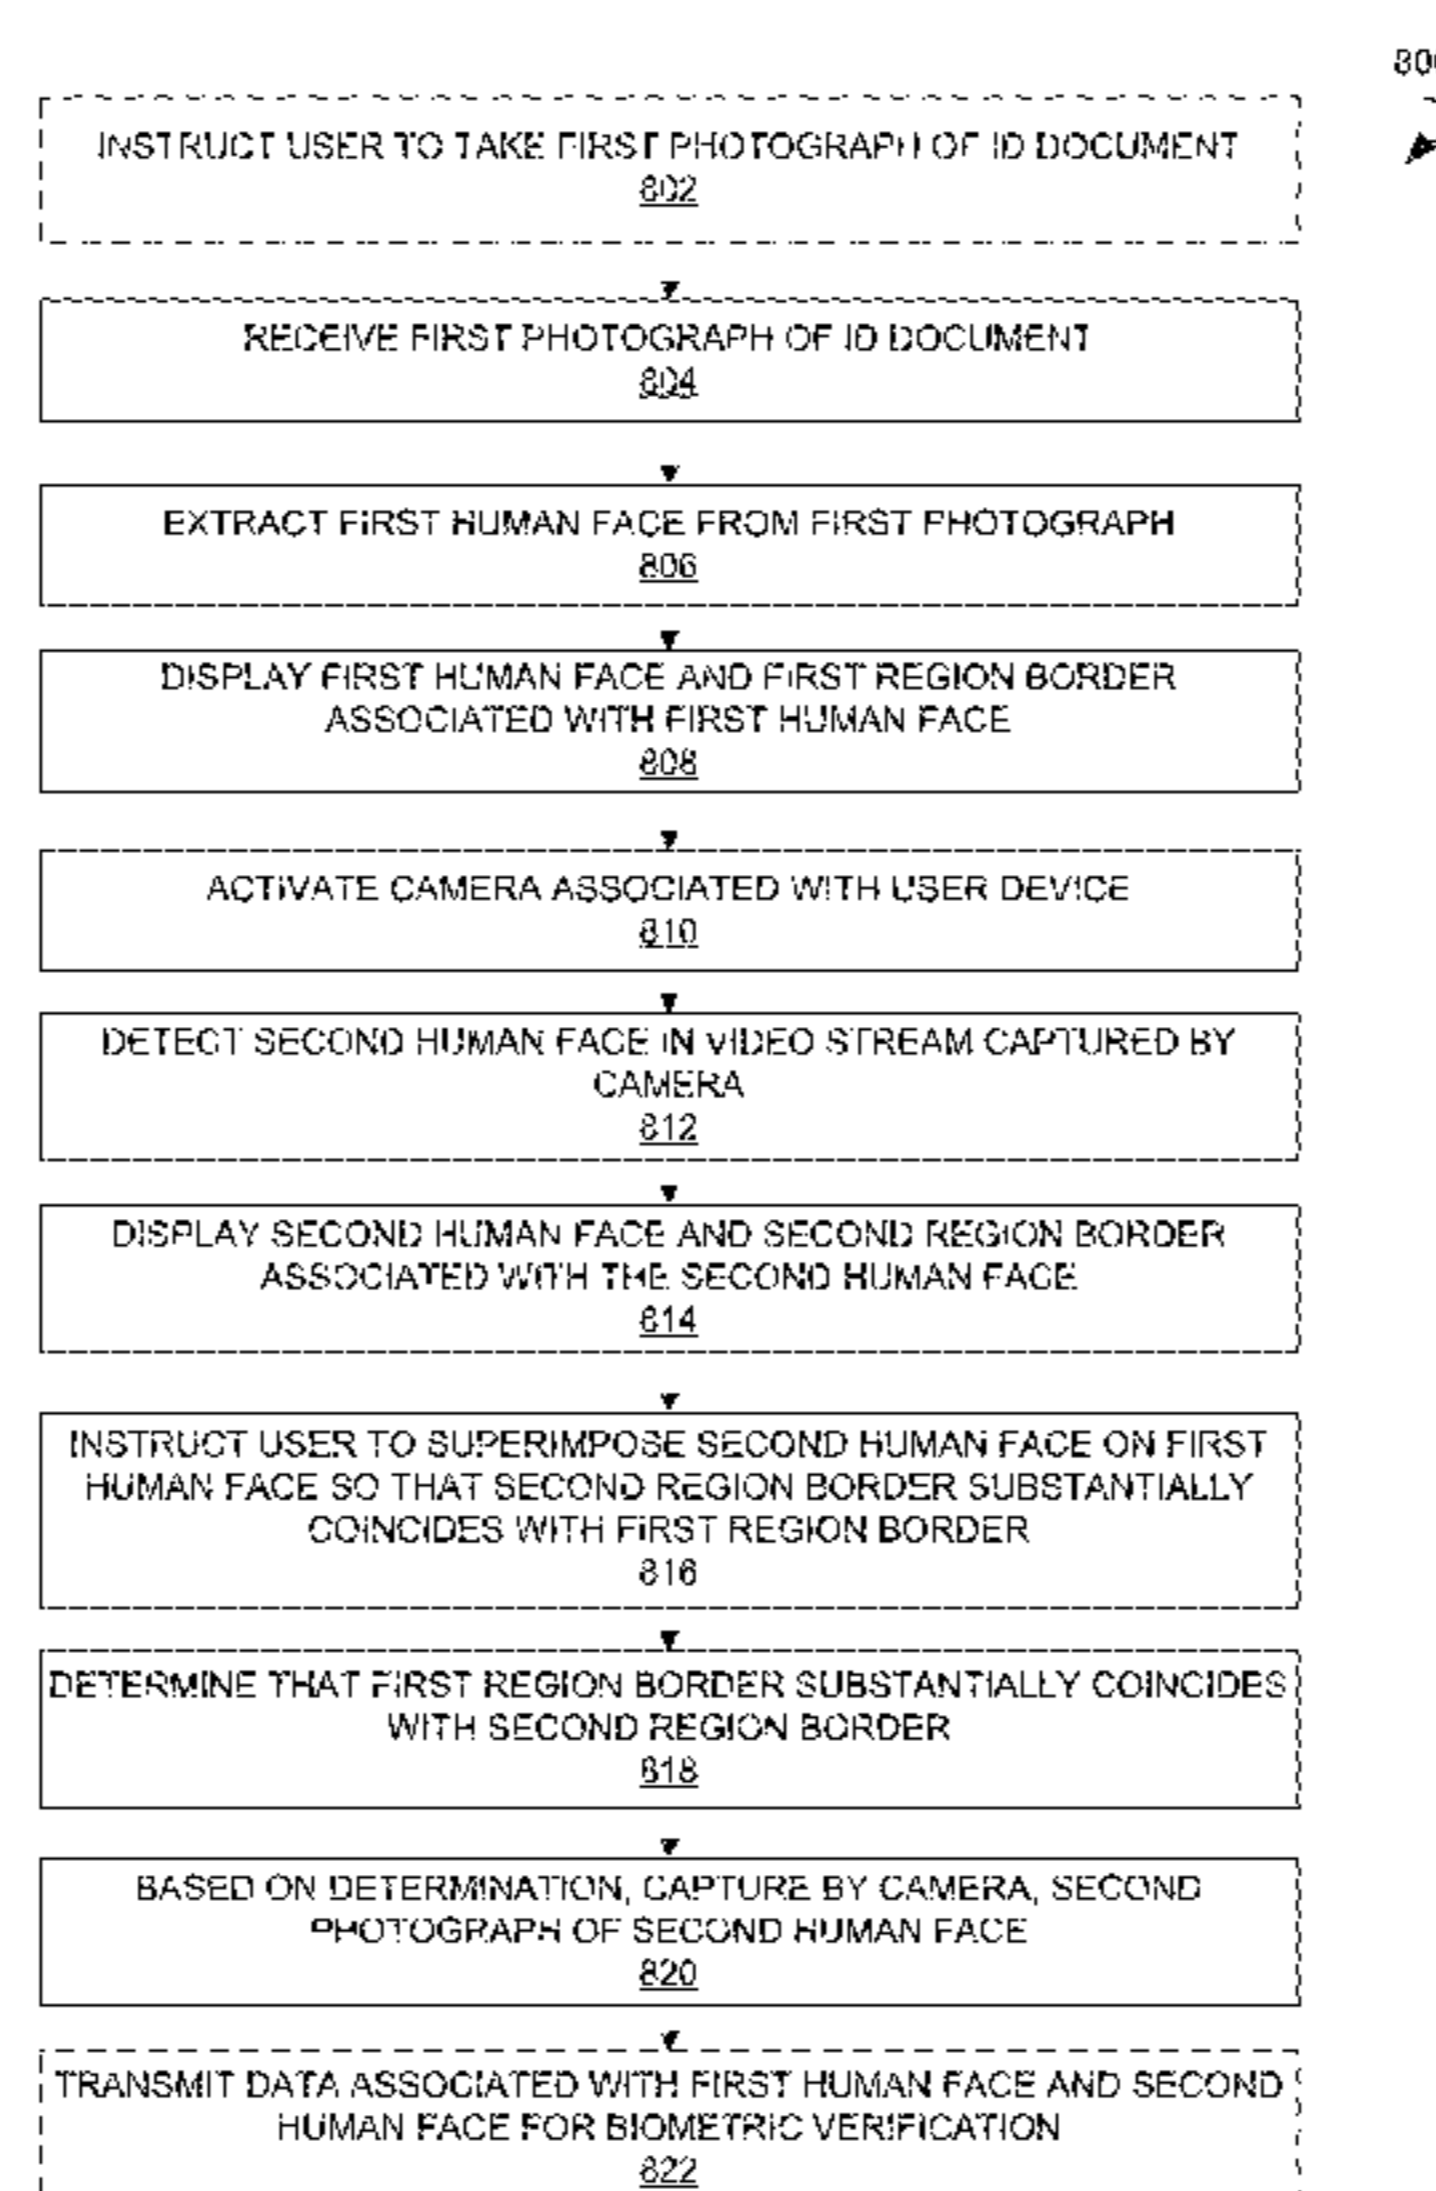 INSTRUCT USER TO TAKE FIRST PHOTOGRAPH OF ID DOCUMENT
802
RECEIVE FIRST PHOTOGRAPH OF ID DOCUMENT
804
EXTRACT FIRST HUMAN FACE FROM FIRST PHOTOGRAPH
806
DISPLAY FIRST HUMAN FACE AND FIRST REGION BORDER
ASSOCIATED WITH FIRST HUMAN FACE
808
ACTIVATE CAMERA ASSOCIATED WITH USER DEVICE
810
DETECT SECOND HUMAN FACE IN VIDEO STREAM CAPTURED BY
CAMERA
812
DISPLAY SECOND HUMAN FACE AND SECOND REGION BORDER
ASSOCIATED WITH THE SECOND HUMAN FACE
814
INSTRUCT USER TO SUPERIMPOSE SECOND HUMAN FACE ON FIRST
HUMAN FACE SO THAT SECOND REGION BORDER SUBSTANTIALLY
COINCIDES WITH FIRST REGION BORDER
816
DETERMINE THAT FIRST REGION BORDER SUBSTANTIALLY COINCIDES
WITH SECOND REGION BORDER
818
BASED ON DETERMINATION, CAPTURE BY CAMERA, SECOND
PHOTOGRAPH OF SECOND HUMAN FACE
820
TRANSMIT DATA ASSOCIATED WITH FIRST HUMAN FACE AND SECOND
HUMAN FACE FOR BIOMETRIC VERIFICATION
822